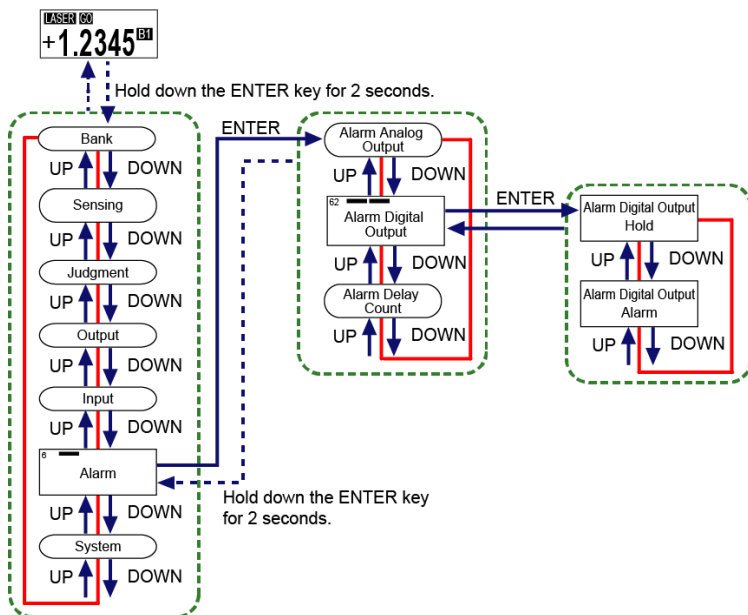 LASER GO
+1.2345 B1
Hold down the ENTER key for 2 seconds.
Bank
UP DOWN
Sensing
UP DOWN
Judgment
UP DOWN
Output
UP DOWN
Input
UP DOWN
6
Alarm
UP DOWN
System
UP DOWN
ENTER
Alarm Analog
Output
UP DOWN
62
Alarm Digital
Output
UP DOWN
Alarm Delay
Count
UP DOWN
Hold down the ENTER key
for 2 seconds.
ENTER
Alarm Digital Output
Hold
UP DOWN
Alarm Digital Output
Alarm
UP DOWN